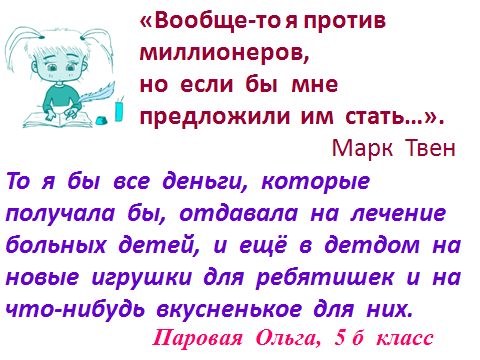 «Вообще-то я против
миллионеров,
но если бы мне
предложили им стать…».
Марк Твен
То я бы все деньги, которые
получала бы, отдавала на лечение
больных детей, и ещё в детдом на
новые игрушки для ребятишек и на
что-нибудь вкусненькое для них.
Паровая Ольга, 5 б класс